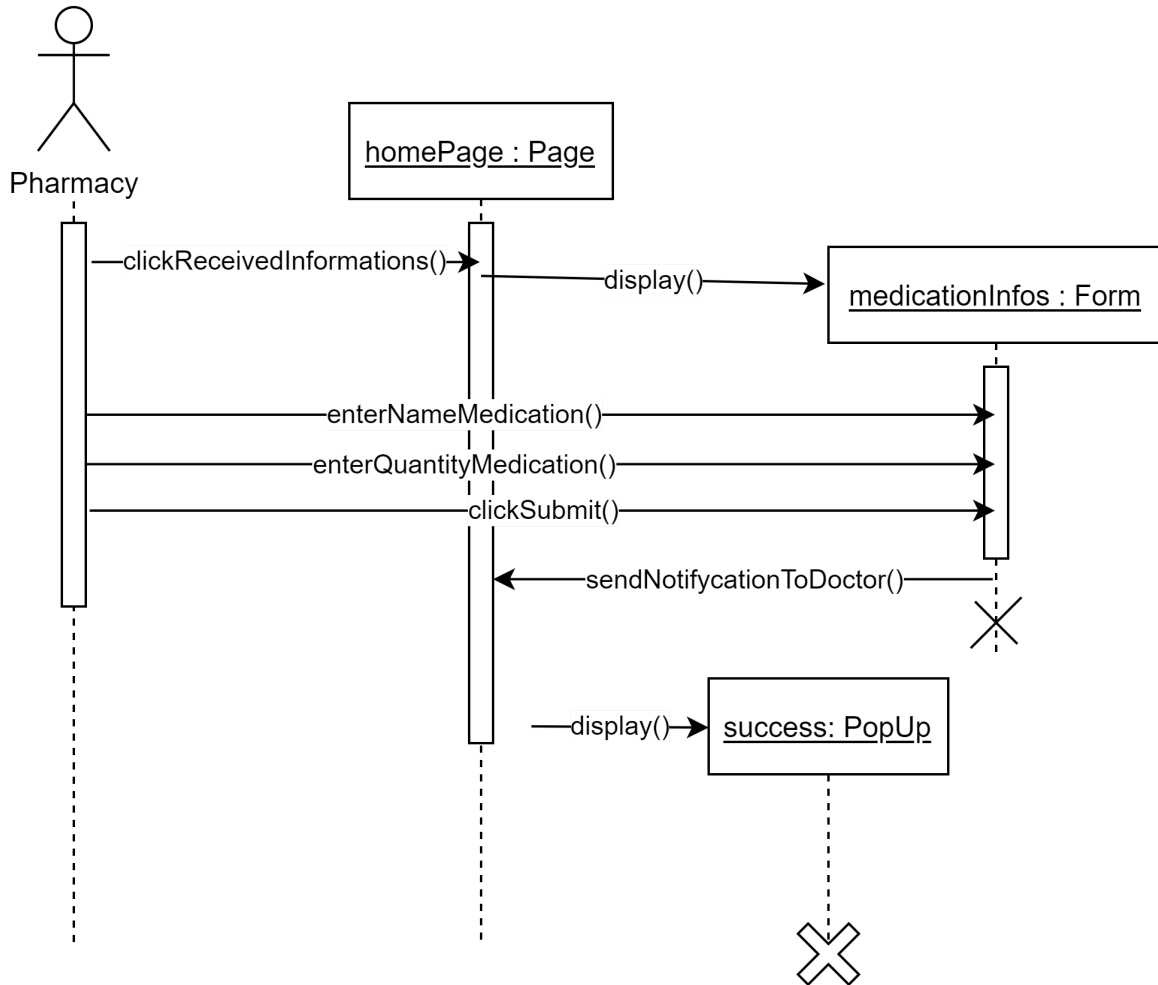 homePage : Page
Pharmacy
clickReceivedInformations()
display()
medicationInfos : Form
enterNameMedication()
enterQuantityMedication()
clickSubmit()
sendNotifycationToDoctor()
display()
success: PopUp